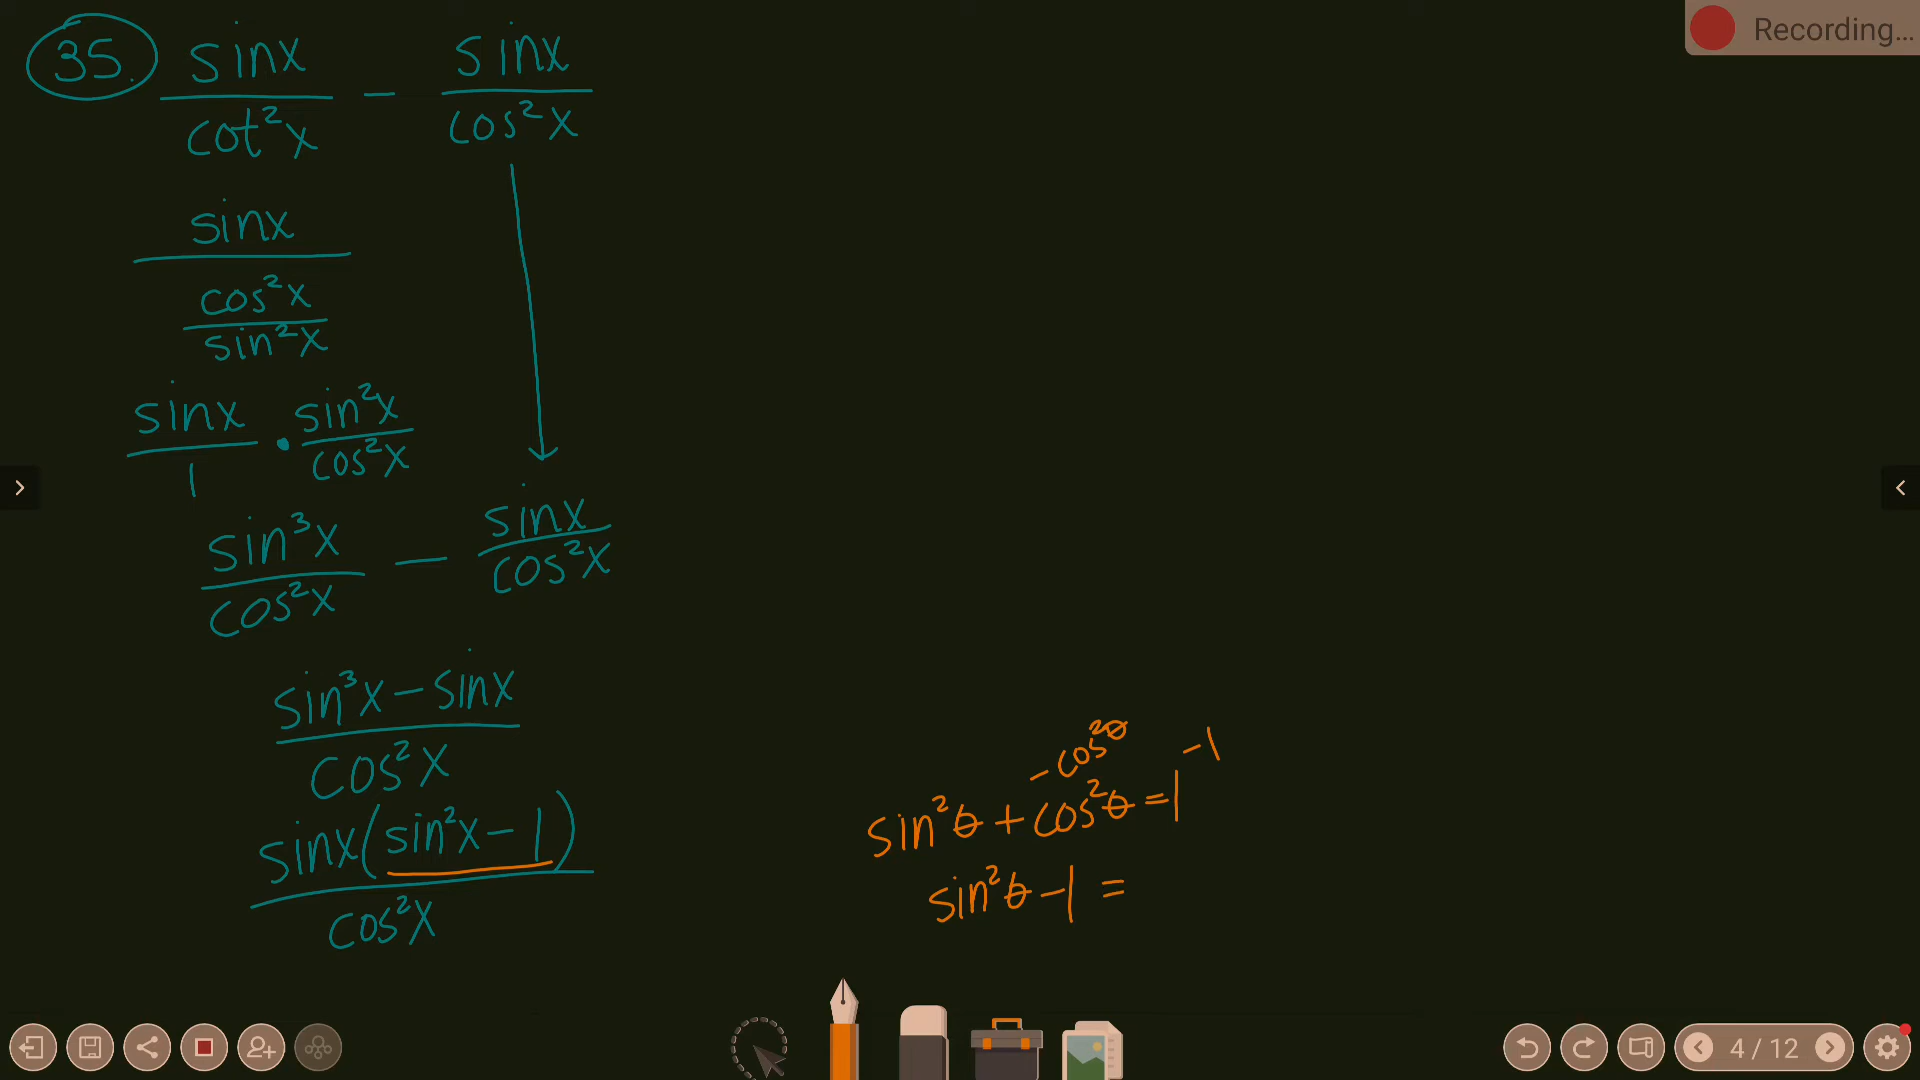 35. sinx/cot²x − sinx/cos²x
Recording...
sinx/(cos²x/sin²x)
sinx/1 • sin²x/cos²x
sin³x/cos²x − sinx/cos²x
(sin³x − sinx)/cos²x
sinx(sin²x − 1)/cos²x
−cos²θ −1
sin²θ + cos²θ = 1
sin²θ − 1 =
4 / 12